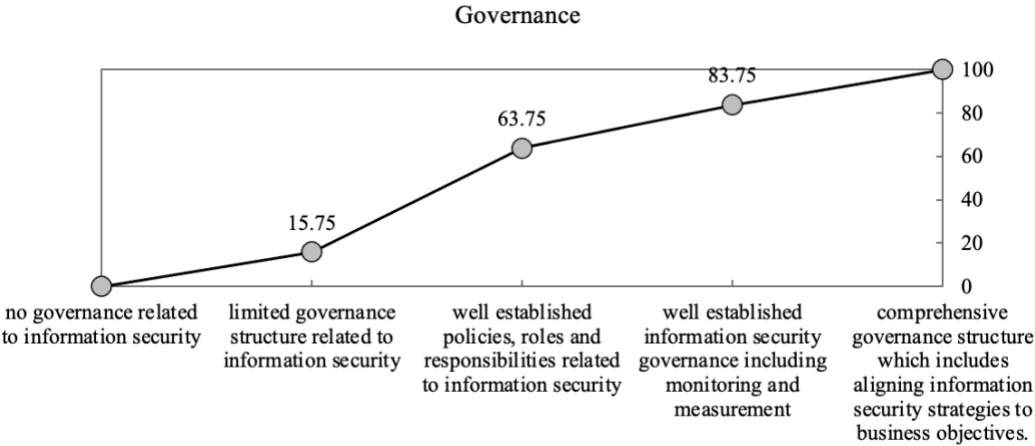 Governance
83.75
100
63.75
80
60
15.75
40
20
0
no governance related
to information security
limited governance
structure related to
information security
well established
policies, roles and
responsibilities related
to information security
well established
information security
governance including
monitoring and
measurement
comprehensive
governance structure
which includes
aligning information
security strategies to
business objectives.